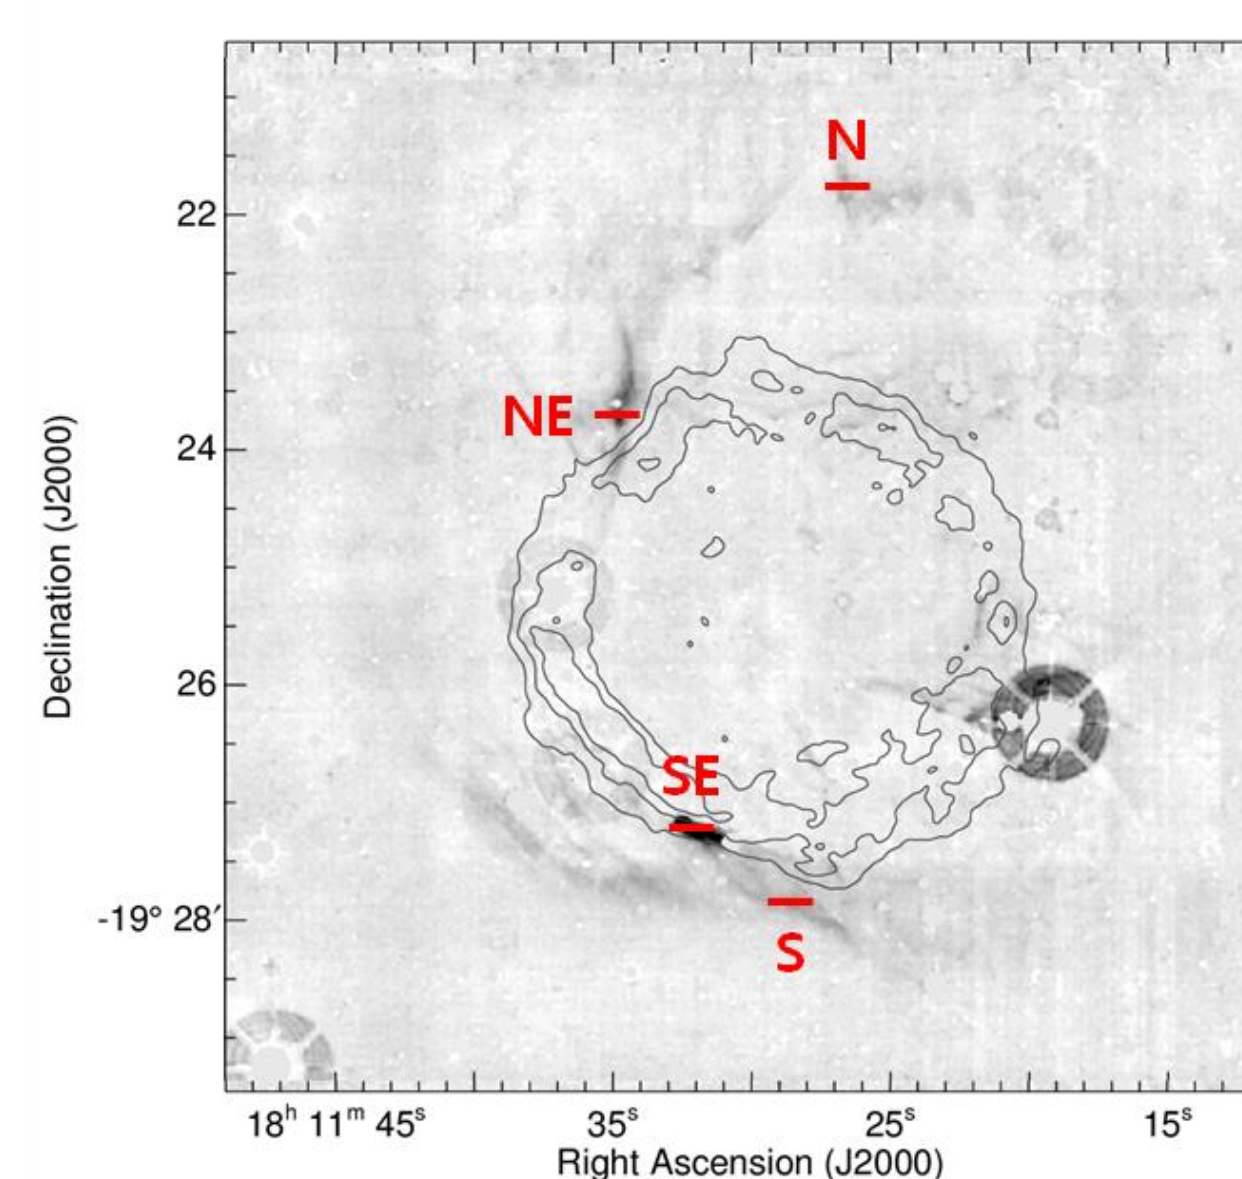 N
22
NE
24
Declination (J2000)
26
SE
-19° 28′
S
18ʰ 11ᵐ 45ˢ 35ˢ 25ˢ 15ˢ
Right Ascension (J2000)